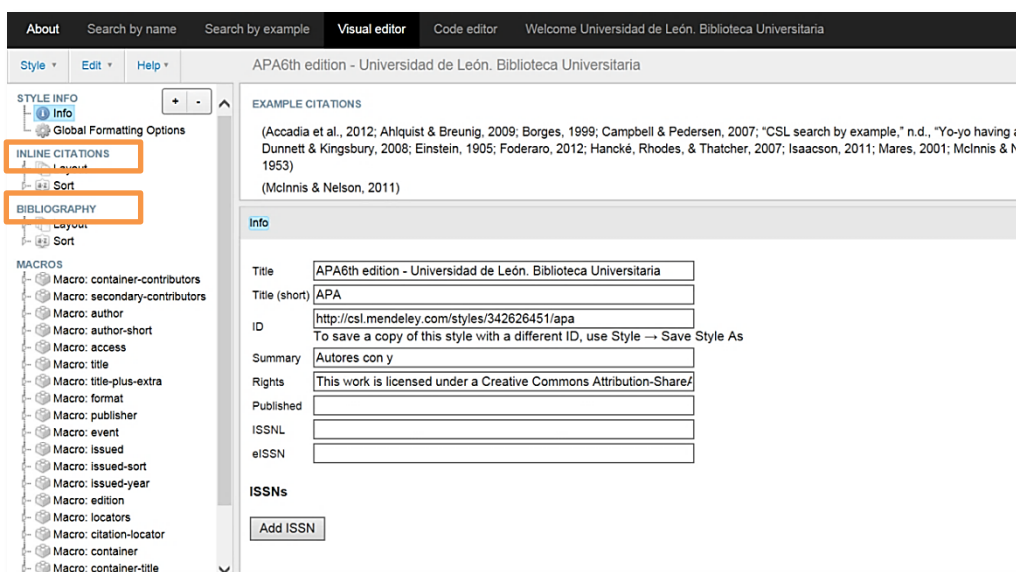 About Search by name Search by example Visual editor Code editor Welcome Universidad de León. Biblioteca Universitaria
Style Edit Help
APA6th edition - Universidad de León. Biblioteca Universitaria
STYLE INFO
+ -
Info
Global Formatting Options
INLINE CITATIONS
Layout
Sort
BIBLIOGRAPHY
Layout
Sort
MACROS
Macro: container-contributors
Macro: secondary-contributors
Macro: author
Macro: author-short
Macro: access
Macro: title
Macro: title-plus-extra
Macro: format
Macro: publisher
Macro: event
Macro: issued
Macro: issued-sort
Macro: issued-year
Macro: edition
Macro: locators
Macro: citation-locator
Macro: container
Macro: container-title
EXAMPLE CITATIONS
(Accadia et al., 2012; Ahlquist & Breunig, 2009; Borges, 1999; Campbell & Pedersen, 2007; “CSL search by example,” n.d., “Yo-yo having a
Dunnett & Kingsbury, 2008; Einstein, 1905; Foderaro, 2012; Hancké, Rhodes, & Thatcher, 2007; Isaacson, 2011; Mares, 2001; McInnis & N
1953)
(McInnis & Nelson, 2011)
Info
Title APA6th edition - Universidad de León. Biblioteca Universitaria
Title (short) APA
ID http://csl.mendeley.com/styles/342626451/apa
To save a copy of this style with a different ID, use Style → Save Style As
Summary Autores con y
Rights This work is licensed under a Creative Commons Attribution-ShareA
Published
ISSNL
eISSN
ISSNs
Add ISSN